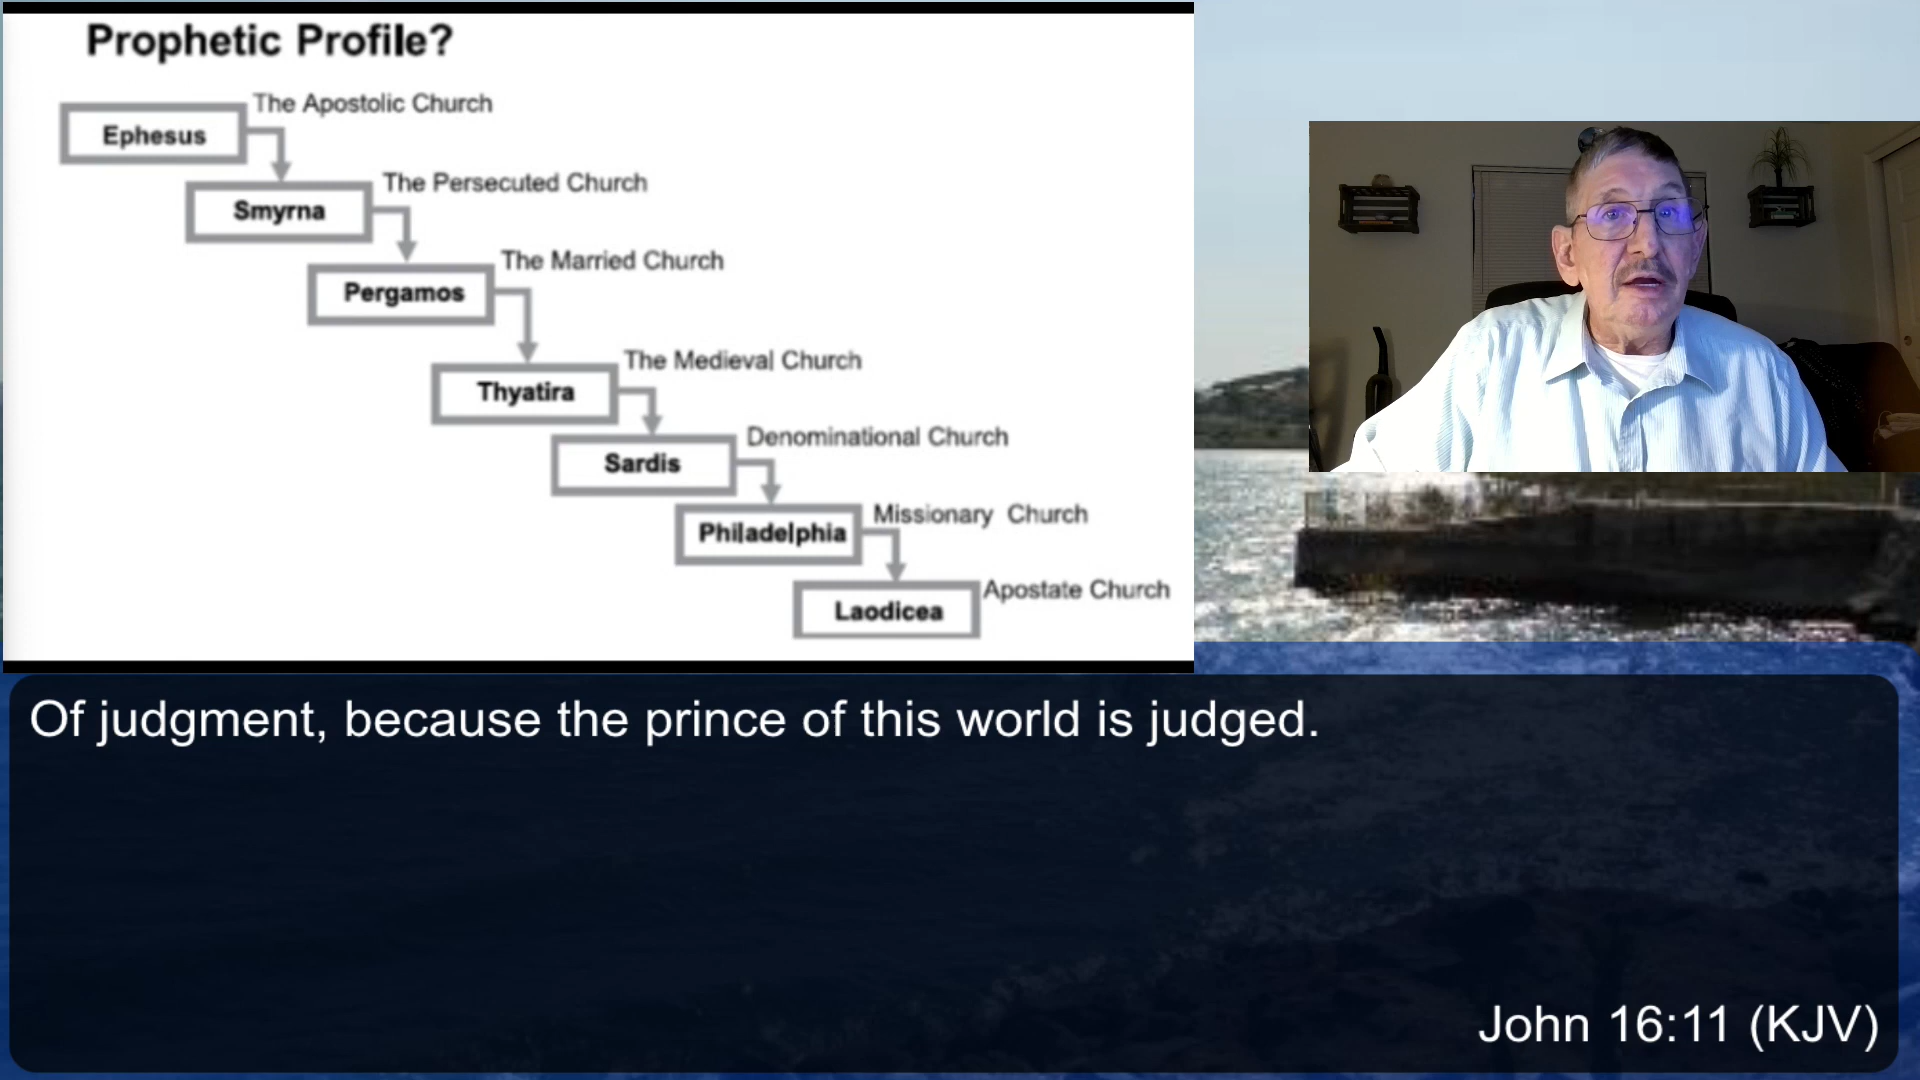 Prophetic Profile?
The Apostolic Church
Ephesus
The Persecuted Church
Smyrna
The Married Church
Pergamos
The Medieval Church
Thyatira
Denominational Church
Sardis
Missionary Church
Philadelphia
Apostate Church
Laodicea
Of judgment, because the prince of this world is judged.
John 16:11 (KJV)